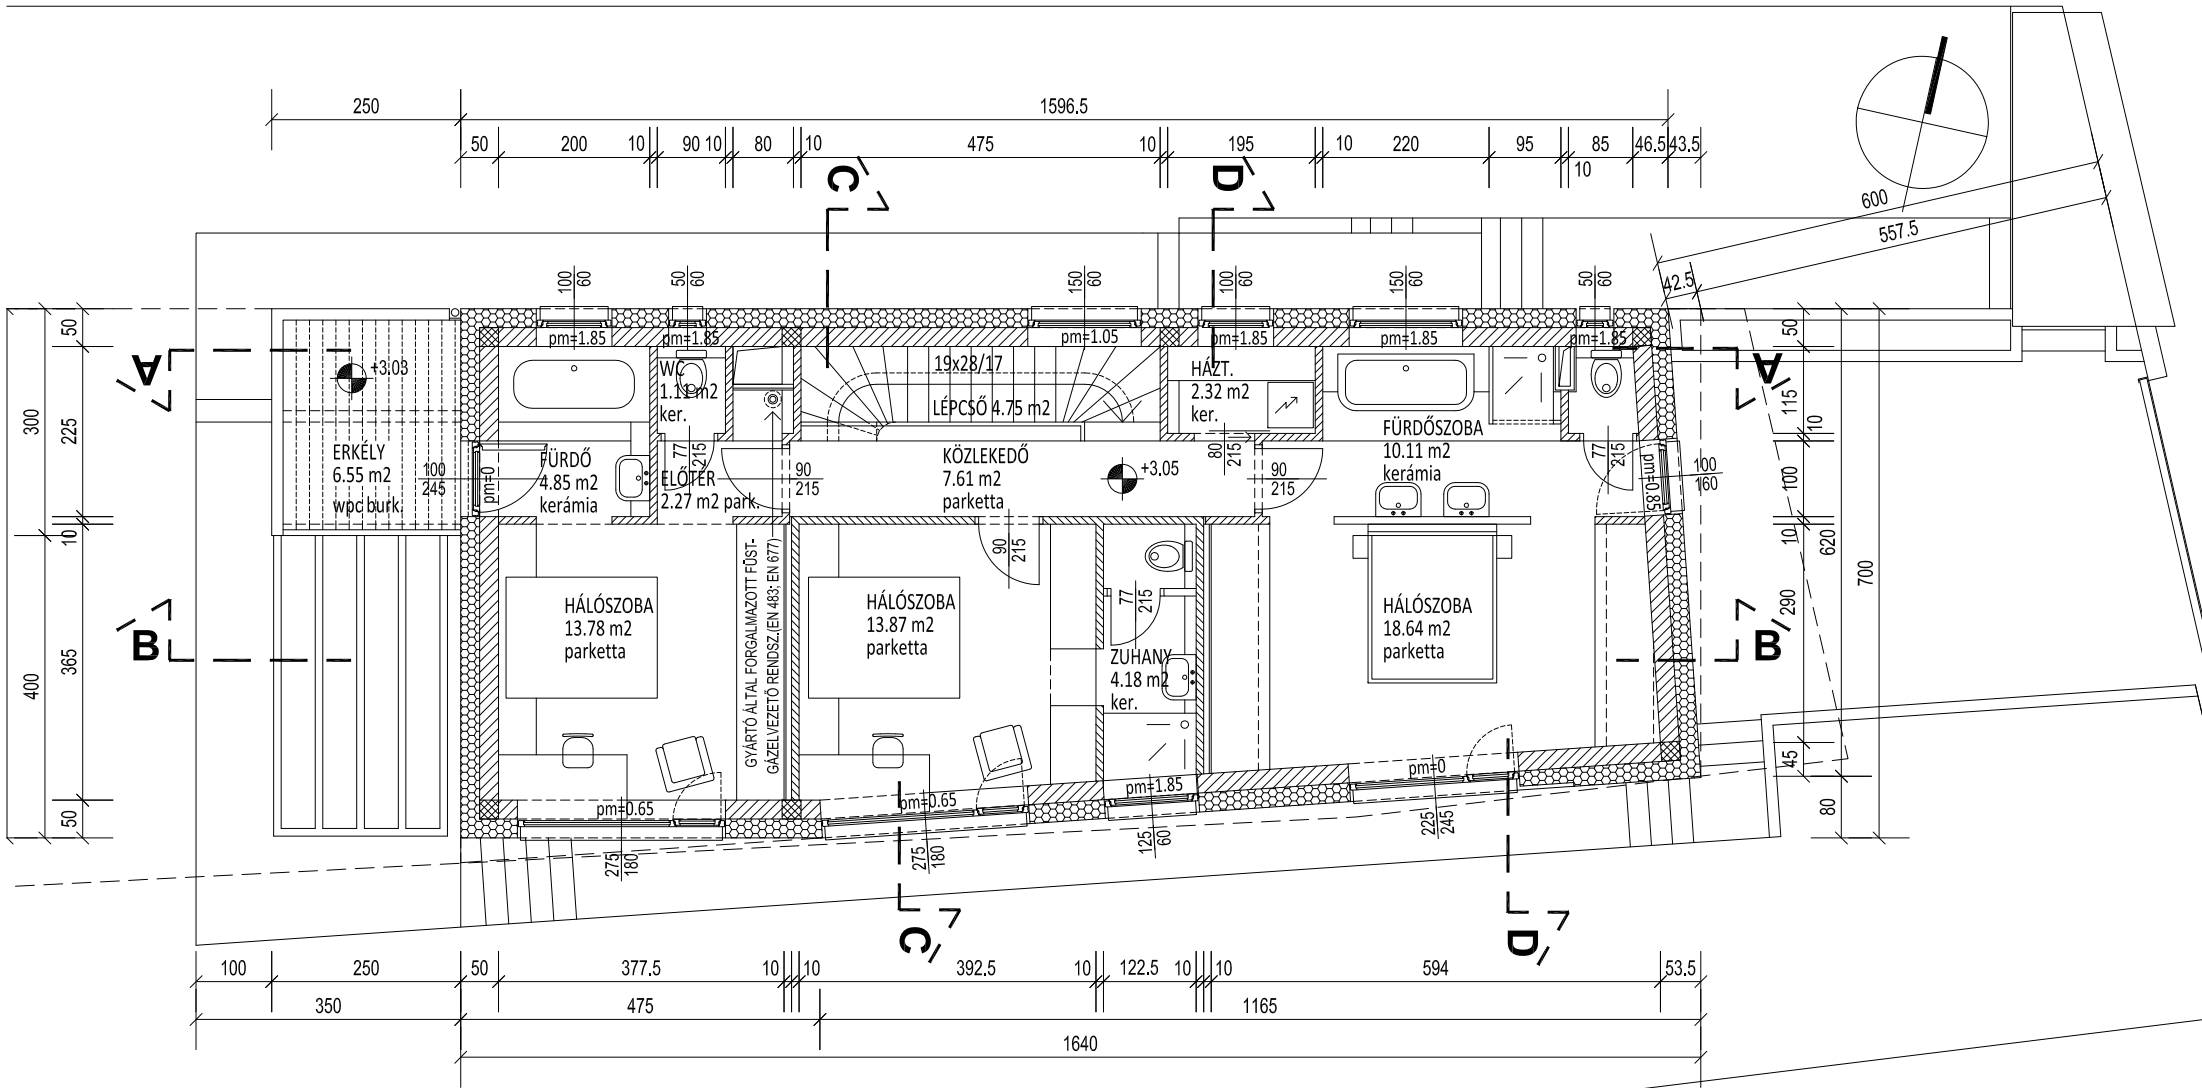 250
1596.5
50
200
10
90
10
80
10
475
10
195
10
220
95
10
85
46.5
43.5
C
D
600
557.5
42.5
100
60
50
60
150
60
100
60
150
60
50
60
pm=1.85
pm=1.85
pm=1.05
pm=1.85
pm=1.85
pm=1.85
A
A
+3.03
WC
1.11 m2
ker.
19x28/17
LÉPCSŐ 4.75 m2
HÁZT.
2.32 m2
ker.
FÜRDŐSZOBA
10.11 m2
kerámia
ERKÉLY
6.55 m2
wpc burk.
100
245
pm=0
FÜRDŐ
4.85 m2
kerámia
77
215
ELŐTÉR
2.27 m2 park.
90
215
KÖZLEKEDŐ
7.61 m2
parketta
+3.05
80
215
90
215
77
215
pm=0.85
100
160
50
225
10
365
50
300
400
50
115
10
100
10
290
45
620
80
700
B
B
HÁLÓSZOBA
13.78 m2
parketta
GYÁRTÓ ÁLTAL FORGALMAZOTT FÜST-
GÁZELVEZETŐ RENDSZ.(EN 483; EN 677)
90
215
HÁLÓSZOBA
13.87 m2
parketta
77
215
ZUHANY
4.18 m2
ker.
HÁLÓSZOBA
18.64 m2
parketta
pm=0.65
pm=0.65
pm=1.85
pm=0
275
180
275
180
125
60
225
245
C
D
100
250
50
377.5
10
10
392.5
10
122.5
10
10
594
53.5
350
475
1165
1640